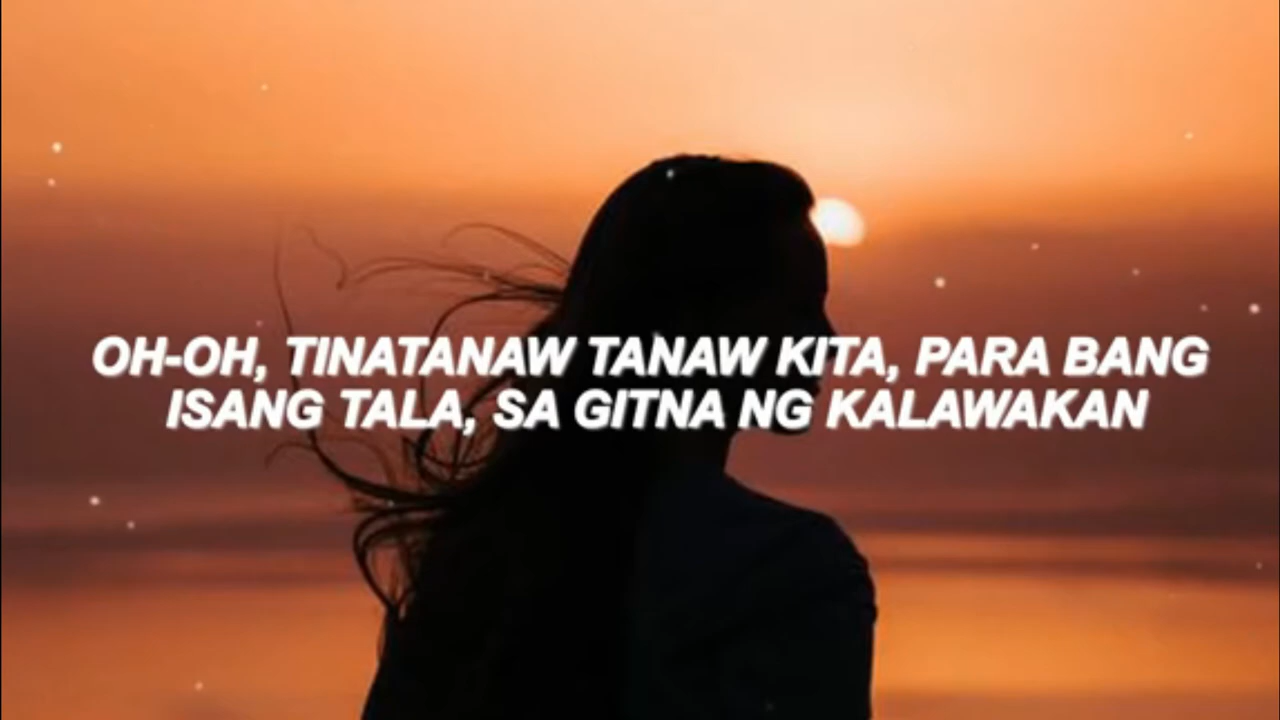 OH-OH, TINATANAW TANAW KITA, PARA BANG
ISANG TALA, SA GITNA NG KALAWAKAN